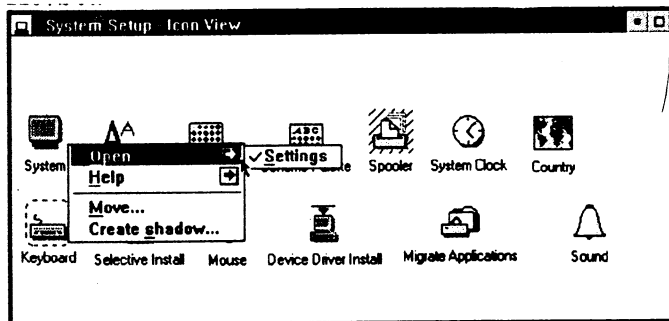 System Setup - Icon View
System
Open
Settings
Spooler
System Clock
Country
Help
Move...
Create shadow...
Keyboard
Selective Install
Mouse
Device Driver Install
Migrate Applications
Sound